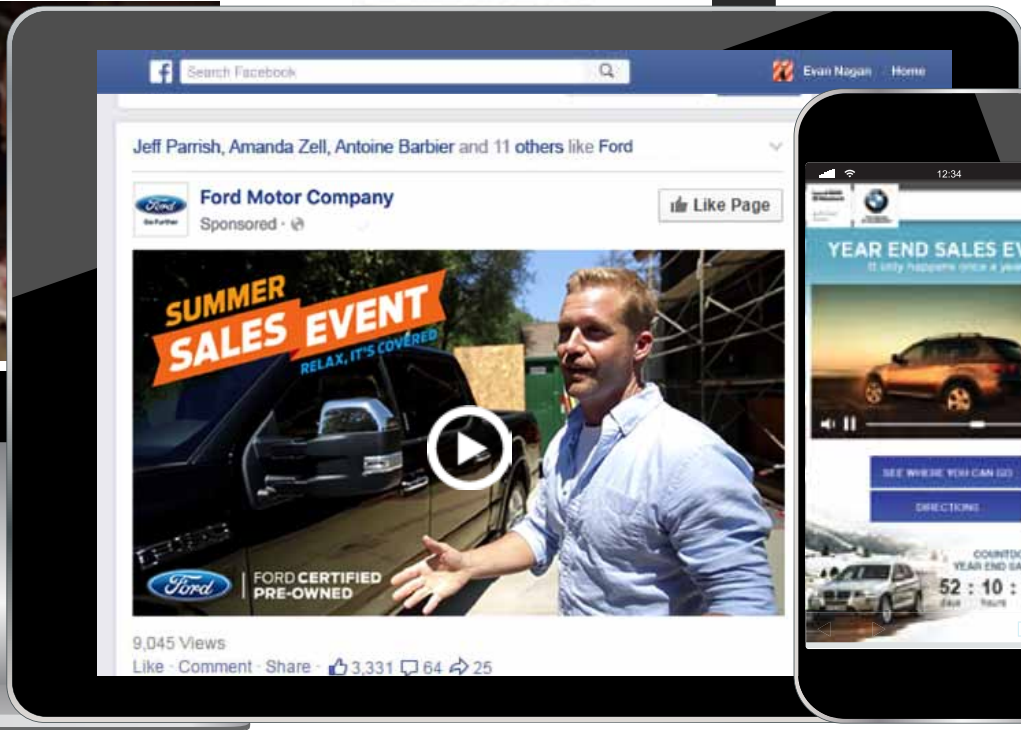 Search Facebook
Evan Nagan Home
Jeff Parrish, Amanda Zell, Antoine Barbier and 11 others like Ford
Ford Motor Company
Sponsored ·
Like Page
Ford
Go Further
SUMMER
SALES EVENT
RELAX, IT'S COVERED
Ford
FORD CERTIFIED
PRE-OWNED
9,045 Views
Like · Comment · Share · 3,331 64 25
12:34
YEAR END SALES EV
It only happens once a year
SEE WHERE YOU CAN GO
DIRECTIONS
COUNTDO
YEAR END SA
52 : 10 :
days hours